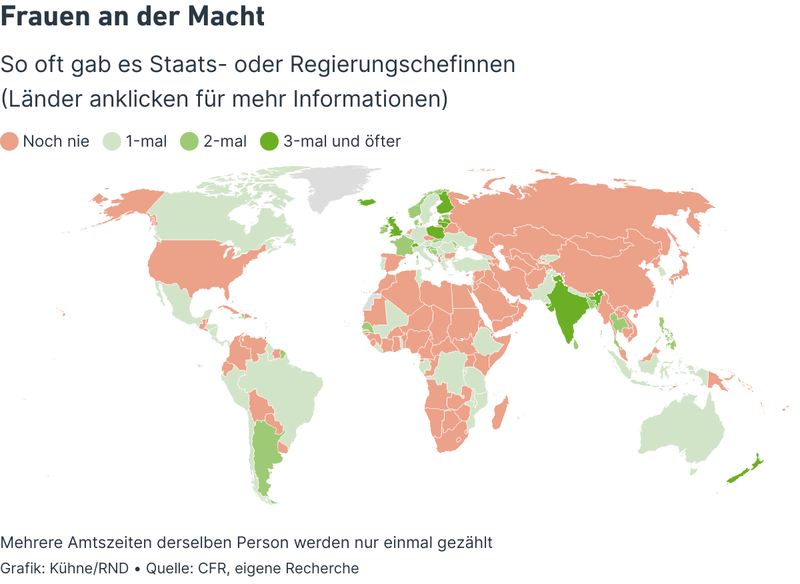 Frauen an der Macht
So oft gab es Staats- oder Regierungschefinnen
(Länder anklicken für mehr Informationen)
Noch nie 1-mal 2-mal 3-mal und öfter
Mehrere Amtszeiten derselben Person werden nur einmal gezählt
Grafik: Kühne/RND • Quelle: CFR, eigene Recherche